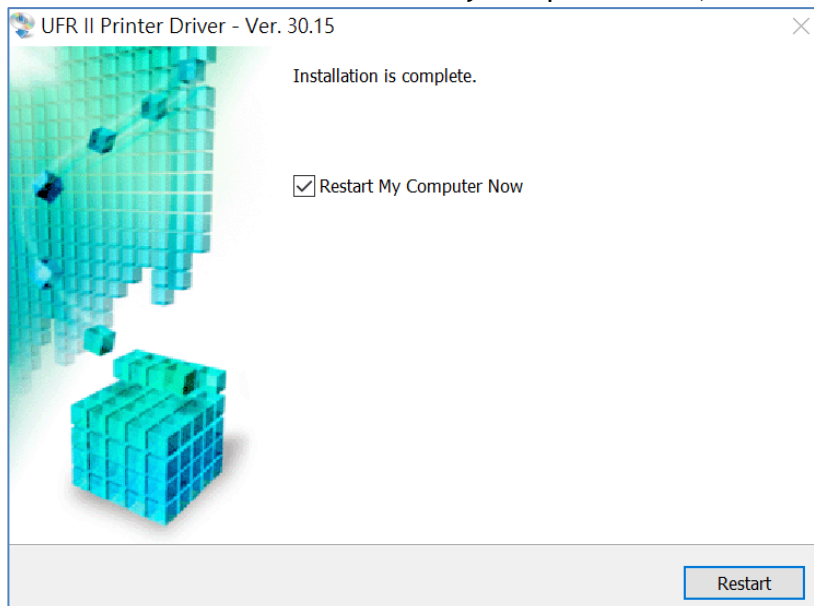 UFR II Printer Driver - Ver. 30.15
Installation is complete.
Restart My Computer Now
Restart